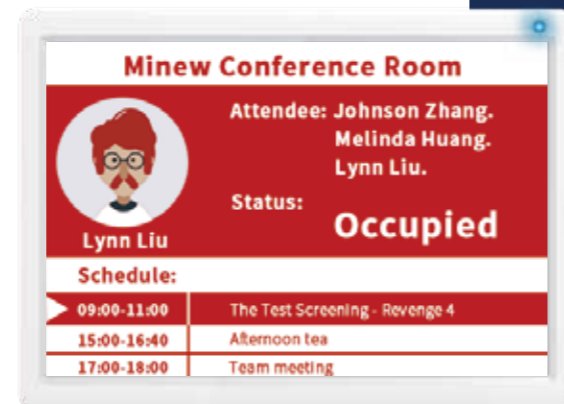 Minew Conference Room
Attendee: Johnson Zhang.
Melinda Huang.
Lynn Liu.
Status:
Occupied
Lynn Liu
Schedule:
09:00-11:00 The Test Screening - Revenge 4
15:00-16:40 Afternoon tea
17:00-18:00 Team meeting